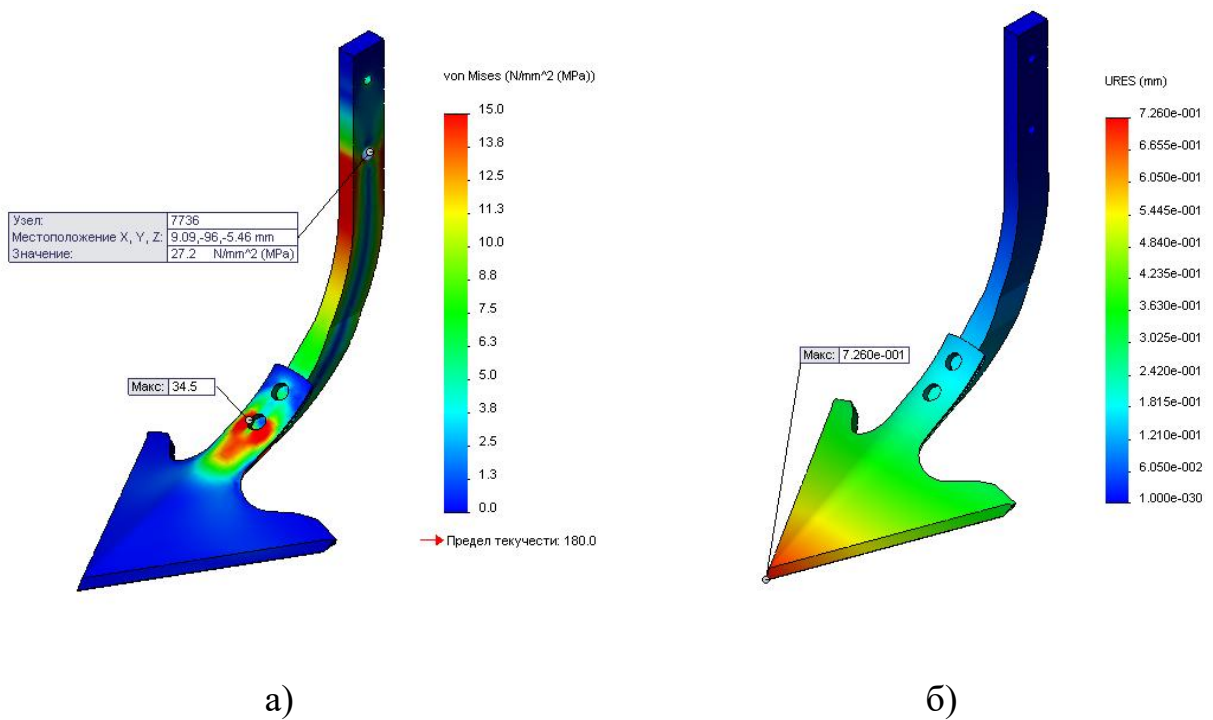 von Mises (N/mm^2 (MPa))
15.0
13.8
12.5
11.3
10.0
8.8
7.5
6.3
5.0
3.8
2.5
1.3
0.0
Предел текучести: 180.0
Узел: 7736
Местоположение X, Y, Z: 9.09,-96,-5.46 mm
Значение: 27.2 N/mm^2 (MPa)
Макс: 34.5
URES (mm)
7.260e-001
6.655e-001
6.050e-001
5.445e-001
4.840e-001
4.235e-001
3.630e-001
3.025e-001
2.420e-001
1.815e-001
1.210e-001
6.050e-002
1.000e-030
Макс: 7.260e-001
а)
б)